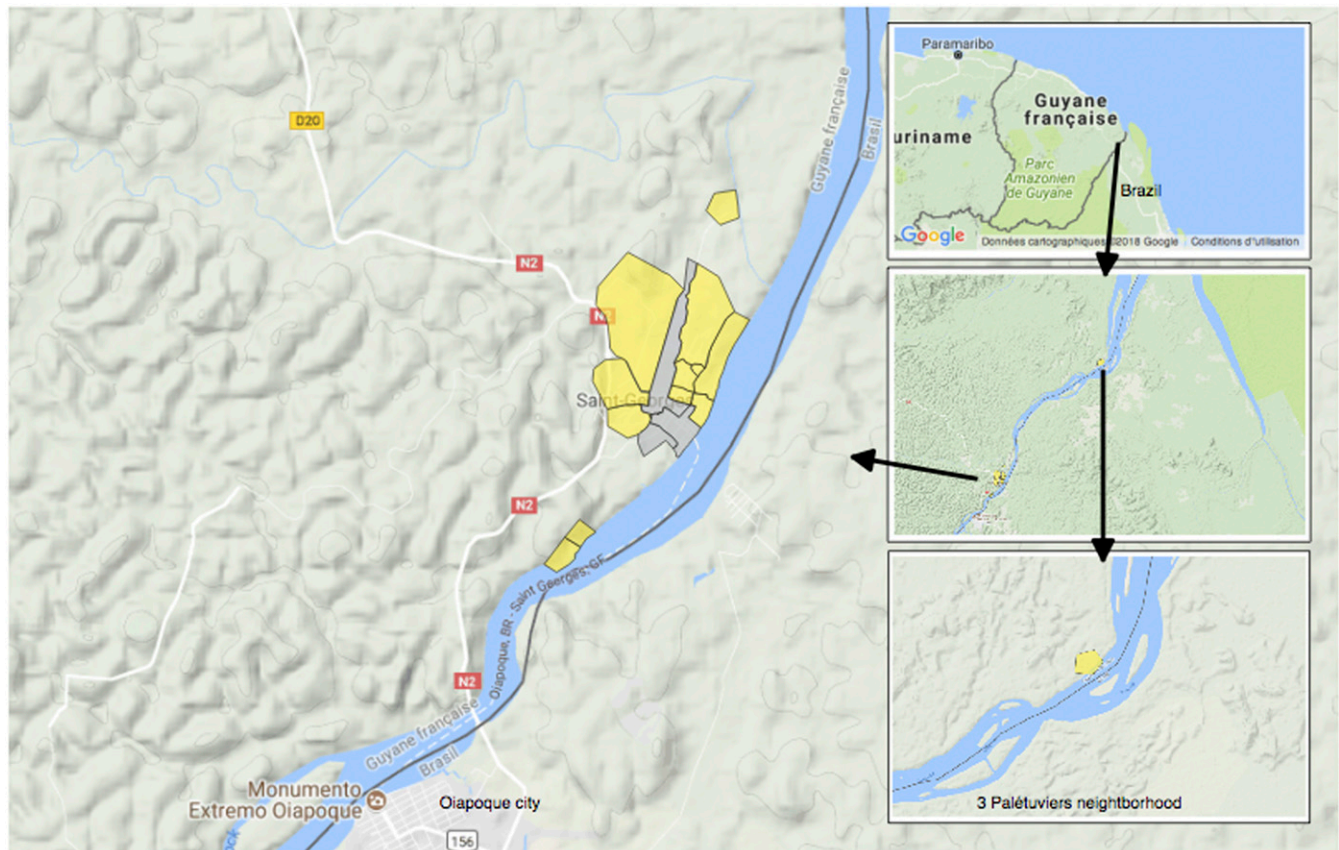 D20
N2
N2
Saint-Georges
N2
Oiapoque, BR - Saint Georges, GF
N2
Guyane française
Brasil
Guyane française
Brasil
Monumento
Extremo Oiapoque
Oiapoque city
156
ock
Paramaribo
Guyane
française
uriname
Parc
Amazonien
de Guyane
Brazil
Google
Données cartographiques ©2018 Google
Conditions d'utilisation
3 Palétuviers neightborhood